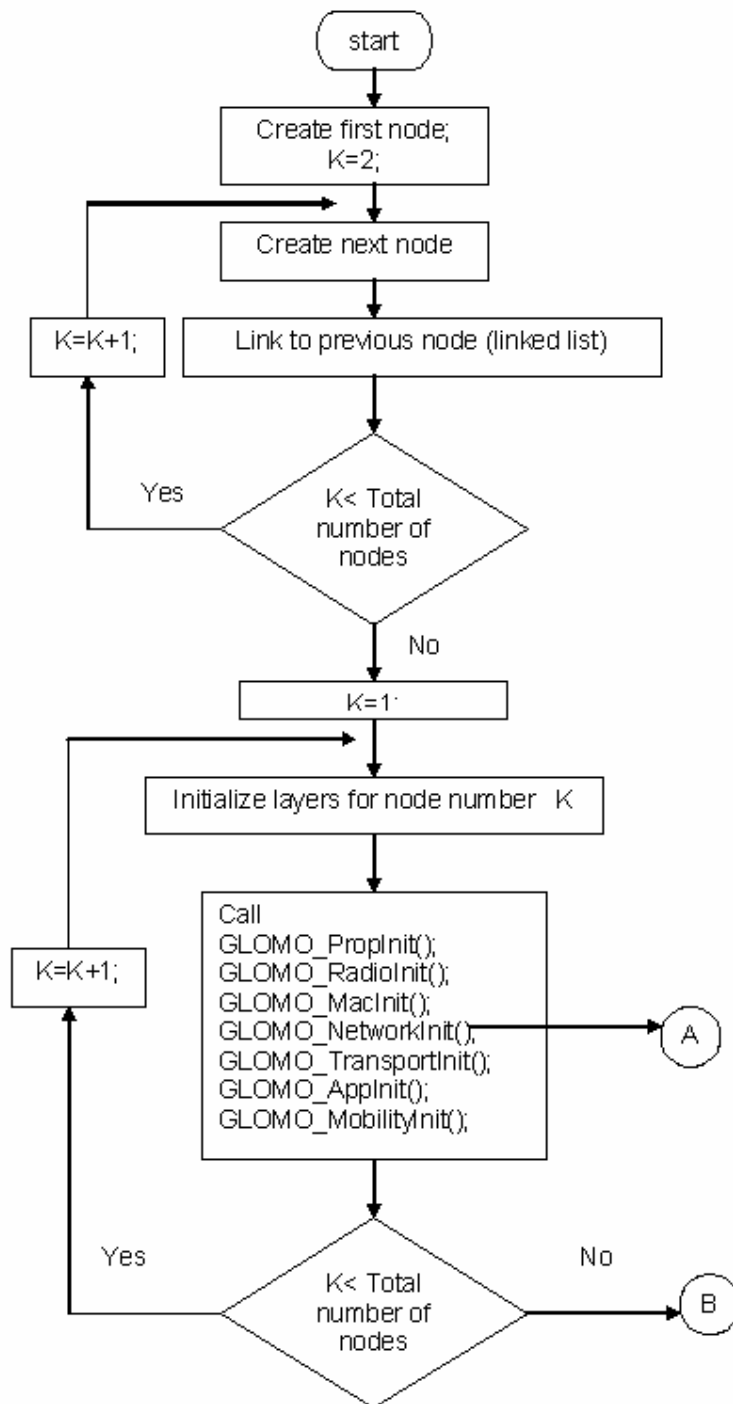 start
Create first node;
K=2;
Create next node
K=K+1;
Link to previous node (linked list)
Yes
K< Total
number of
nodes
No
K=1;
Initialize layers for node number K
Call
GLOMO_PropInit();
GLOMO_RadioInit();
GLOMO_MacInit();
GLOMO_NetworkInit();
GLOMO_TransportInit();
GLOMO_AppInit();
GLOMO_MobilityInit();
K=K+1;
A
Yes
K< Total
number of
nodes
No
B